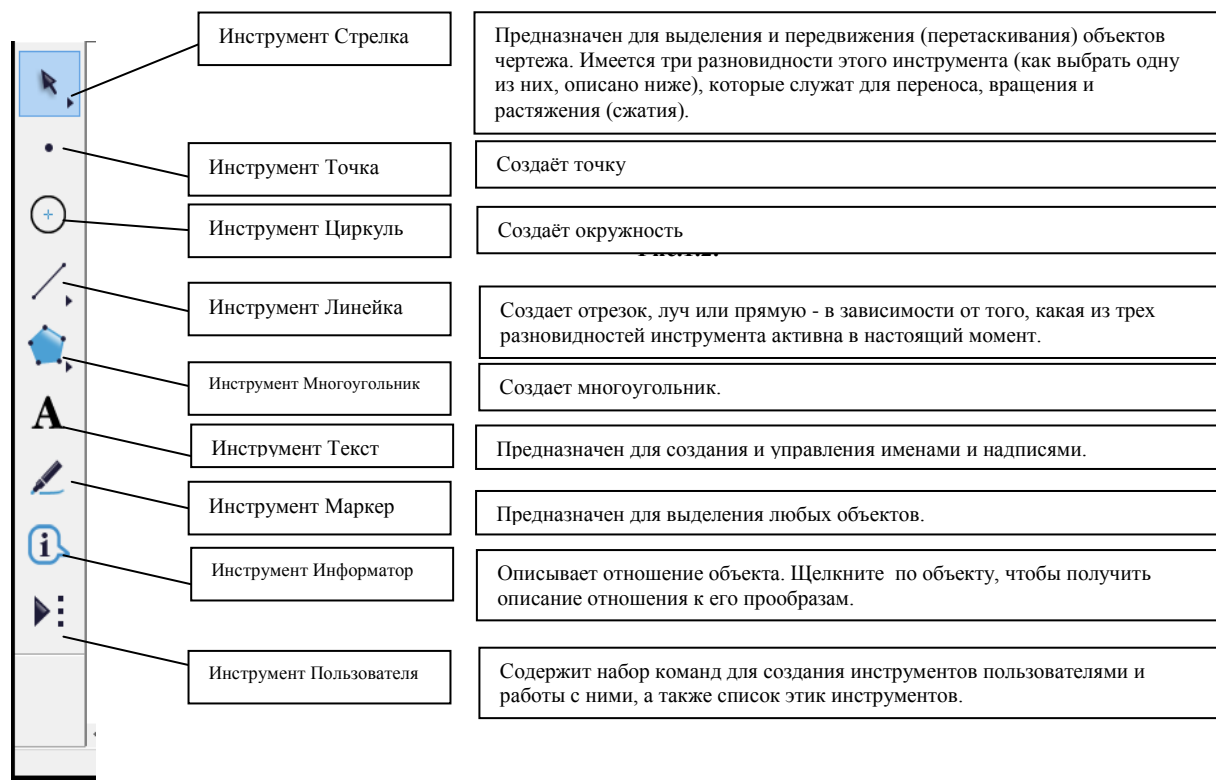 Инструмент Стрелка
Предназначен для выделения и передвижения (перетаскивания) объектов
чертежа. Имеется три разновидности этого инструмента (как выбрать одну
из них, описано ниже), которые служат для переноса, вращения и
растяжения (сжатия).
Инструмент Точка
Создаёт точку
Инструмент Циркуль
Создаёт окружность
Инструмент Линейка
Создает отрезок, луч или прямую - в зависимости от того, какая из трех
разновидностей инструмента активна в настоящий момент.
Инструмент Многоугольник
Создает многоугольник.
A
Инструмент Текст
Предназначен для создания и управления именами и надписями.
Инструмент Маркер
Предназначен для выделения любых объектов.
i
Инструмент Информатор
Описывает отношение объекта. Щелкните по объекту, чтобы получить
описание отношения к его прообразам.
Инструмент Пользователя
Содержит набор команд для создания инструментов пользователями и
работы с ними, а также список этик инструментов.